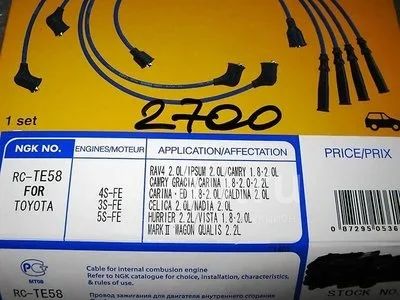 1 set
2700
NGK NO. ENGINES/MOTEUR APPLICATION/AFFECTATION PRICE/PRIX
RC-TE58
FOR
TOYOTA
4S-FE
3S-FE
5S-FE
RAV4 2.0L/IPSUM 2.0L/CAMRY 1.8-2.0L
CAMRY GRACIA/CARINA 1.8-2.0-2.2L
CARINA-ED 1.8-2.0L/CALDINA 2.0L
CELICA 2.0L/NADIA 2.0L
HURRIER 2.2L/VISTA 1.8-2.0L
MARKⅡ WAGON QUALIS 2.2L
0 87295 0536
PC
MT08
Cable for internal combustion engine
Refer to NGK catalogue for choice, installation, characteristics,
& rules of use.
NGK NO.
RC-TE58
Провод зажигания для двигателя внутреннего сгорания
STOCK NO.